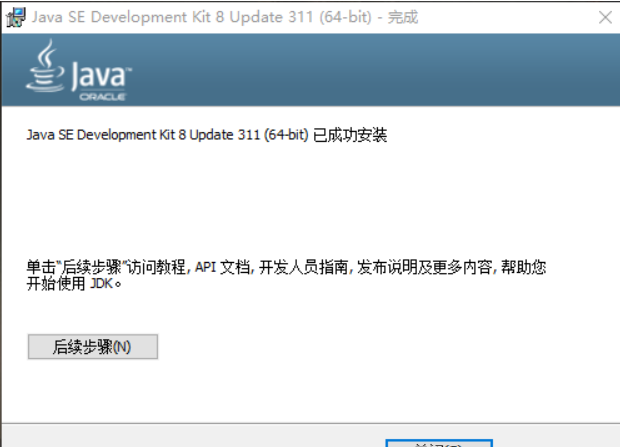 Java SE Development Kit 8 Update 311 (64-bit) - 完成
Java™
ORACLE
Java SE Development Kit 8 Update 311 (64-bit) 已成功安装
单击“后续步骤”访问教程, API 文档, 开发人员指南, 发布说明及更多内容, 帮助您
开始使用 JDK。
后续步骤(N)